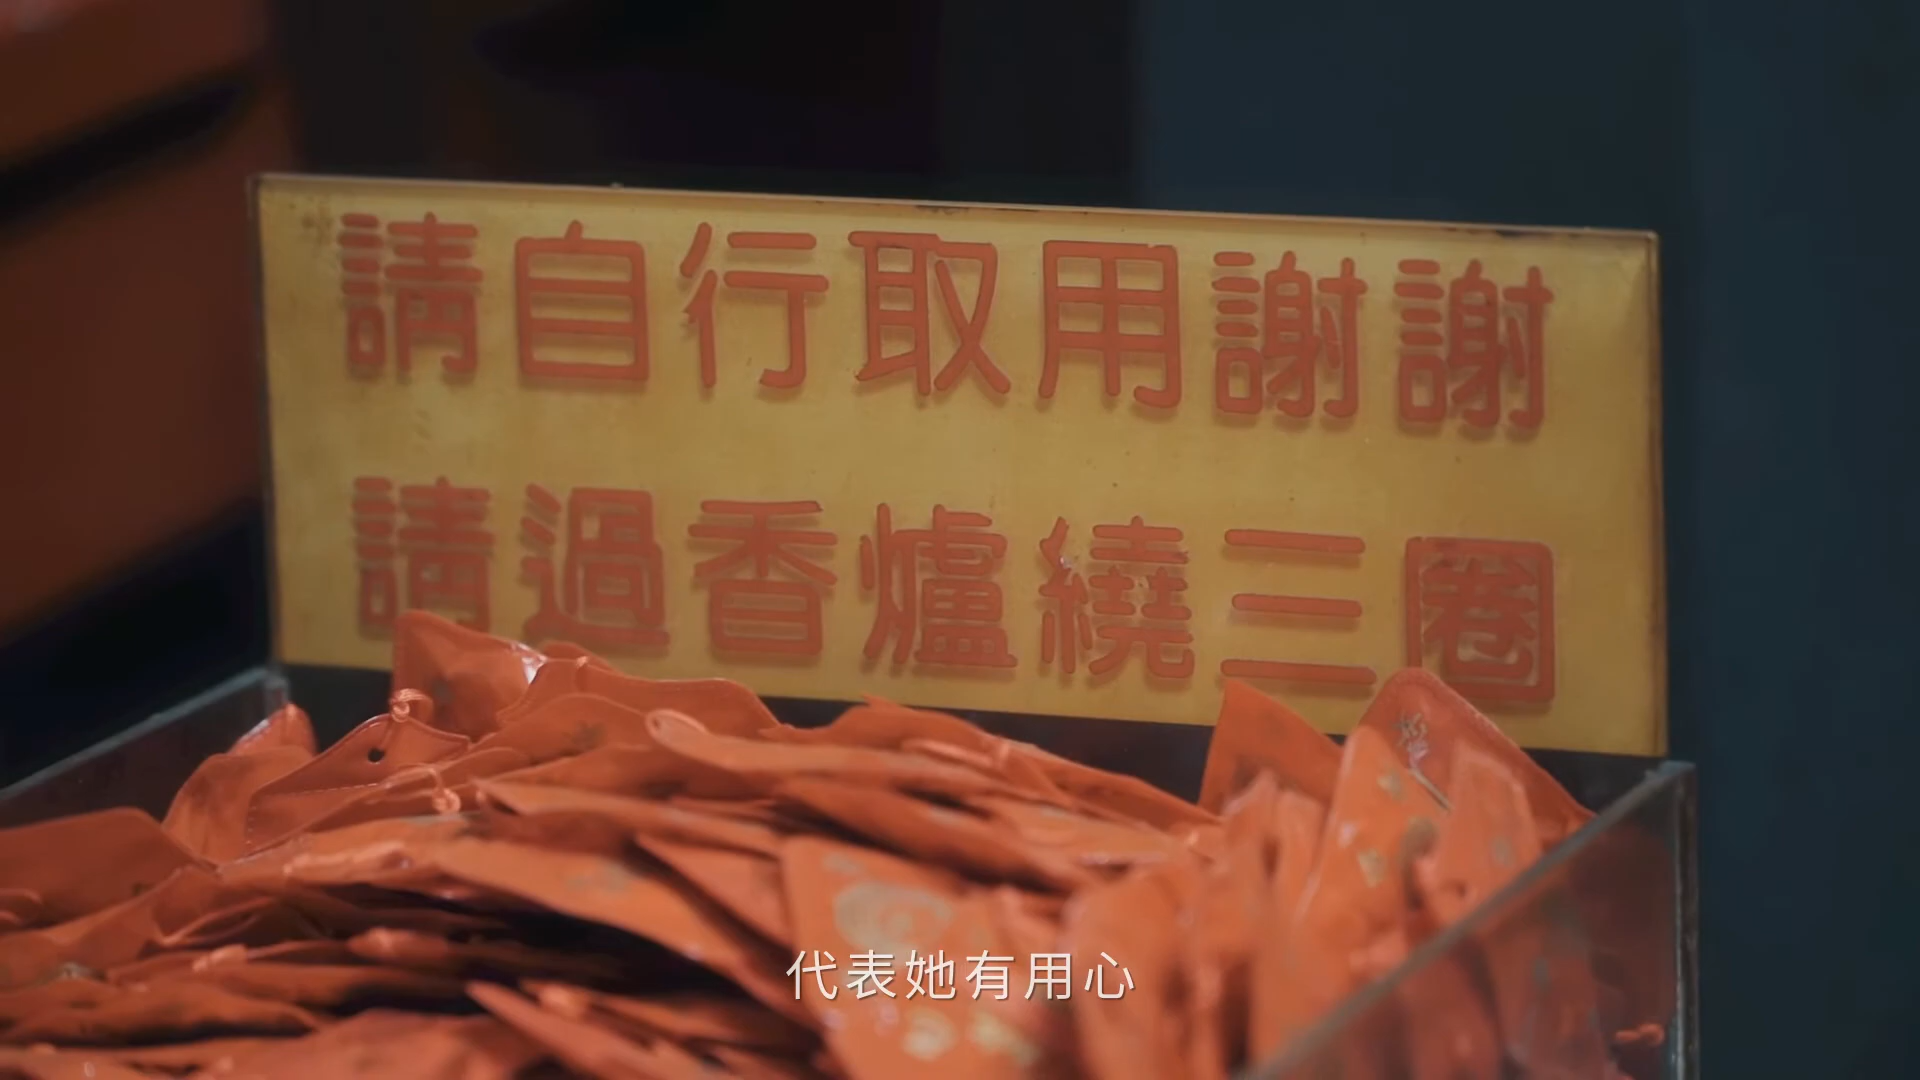 請自行取用謝謝
請過香爐繞三圈
代表她有用心